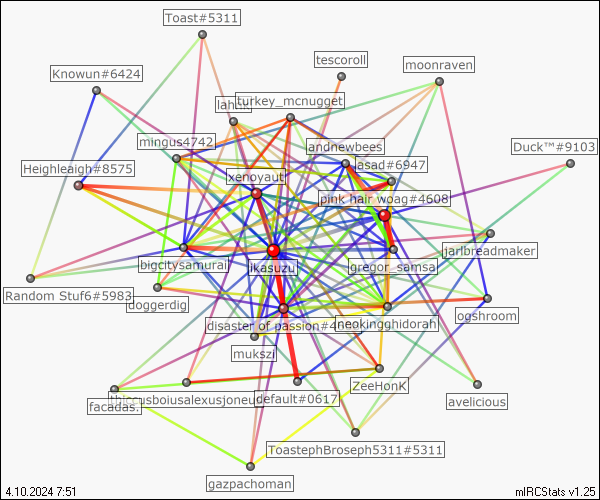 Toast#5311
tescoroll
moonraven
Knowun#6424
turkey_mcnugget
mingus4742
andnewbees
Duck™#9103
Heighleaigh#8575
xenoyaut
asad#6947
pink hair woag#4608
jarlbreadmaker
bigcitysamurai
ikasuzu
gregor_samsa
Random Stuf6#5983
doggerdig
disaster of passion#4
neokingghidorah
ogshroom
mukszi
ZeeHonK
facadas.
thiccusboiusalexusjoneu
default#0617
avelicious
ToastephBroseph5311#5311
gazpachoman
4.10.2024 7:51
mIRCStats v1.25